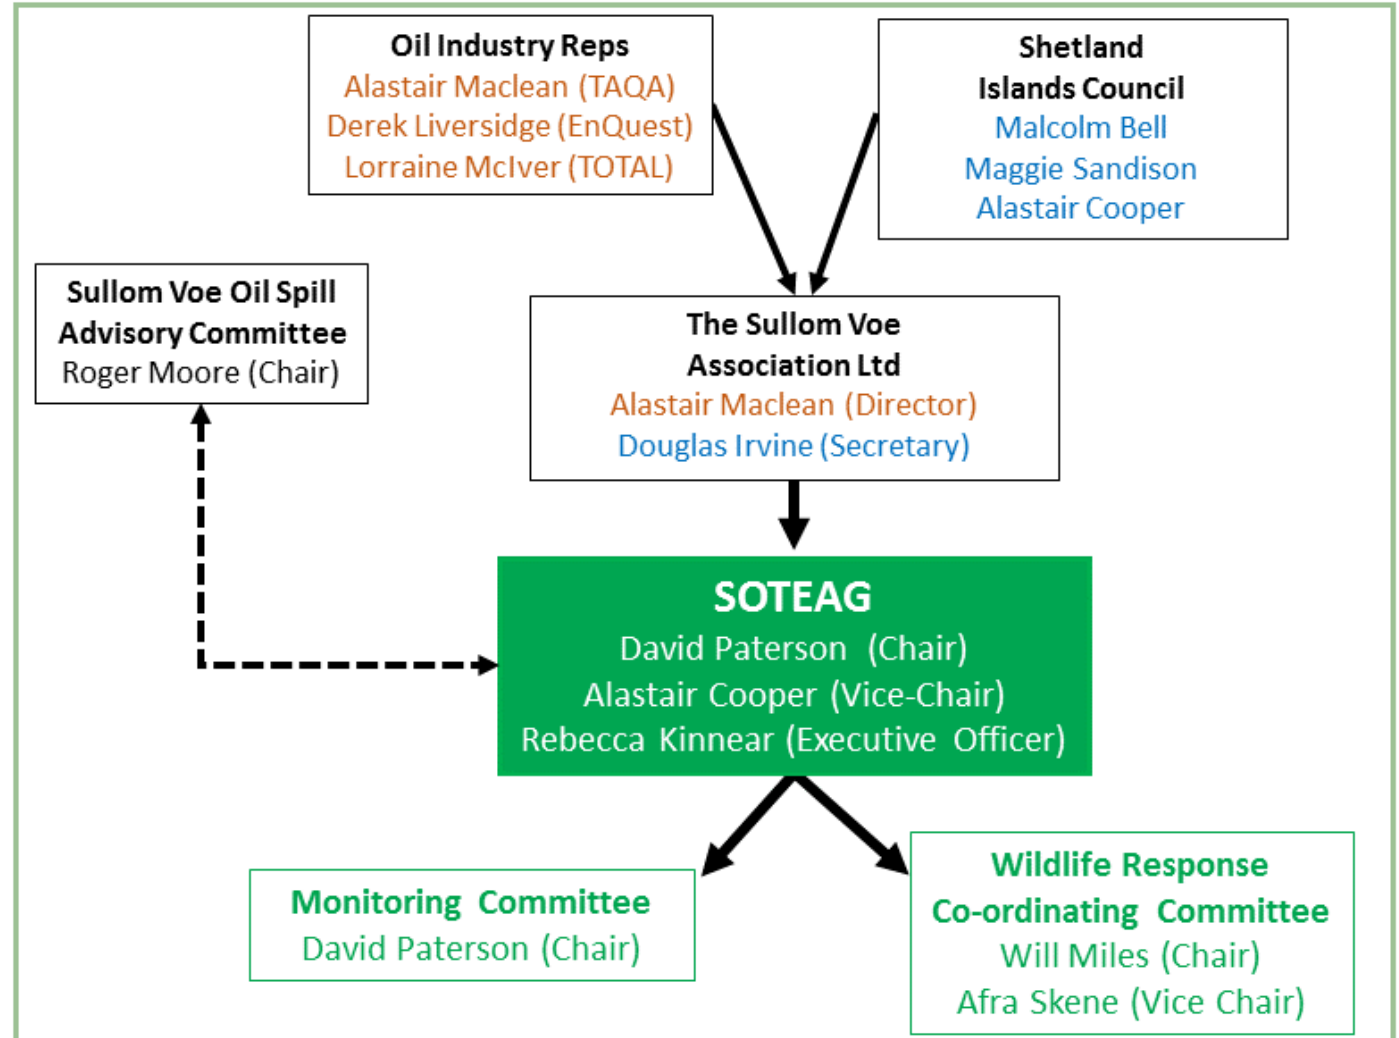 Oil Industry Reps
Alastair Maclean (TAQA)
Derek Liversidge (EnQuest)
Lorraine McIver (TOTAL)
Shetland
Islands Council
Malcolm Bell
Maggie Sandison
Alastair Cooper
Sullom Voe Oil Spill
Advisory Committee
Roger Moore (Chair)
The Sullom Voe
Association Ltd
Alastair Maclean (Director)
Douglas Irvine (Secretary)
SOTEAG
David Paterson (Chair)
Alastair Cooper (Vice-Chair)
Rebecca Kinnear (Executive Officer)
Monitoring Committee
David Paterson (Chair)
Wildlife Response
Co-ordinating Committee
Will Miles (Chair)
Afra Skene (Vice Chair)